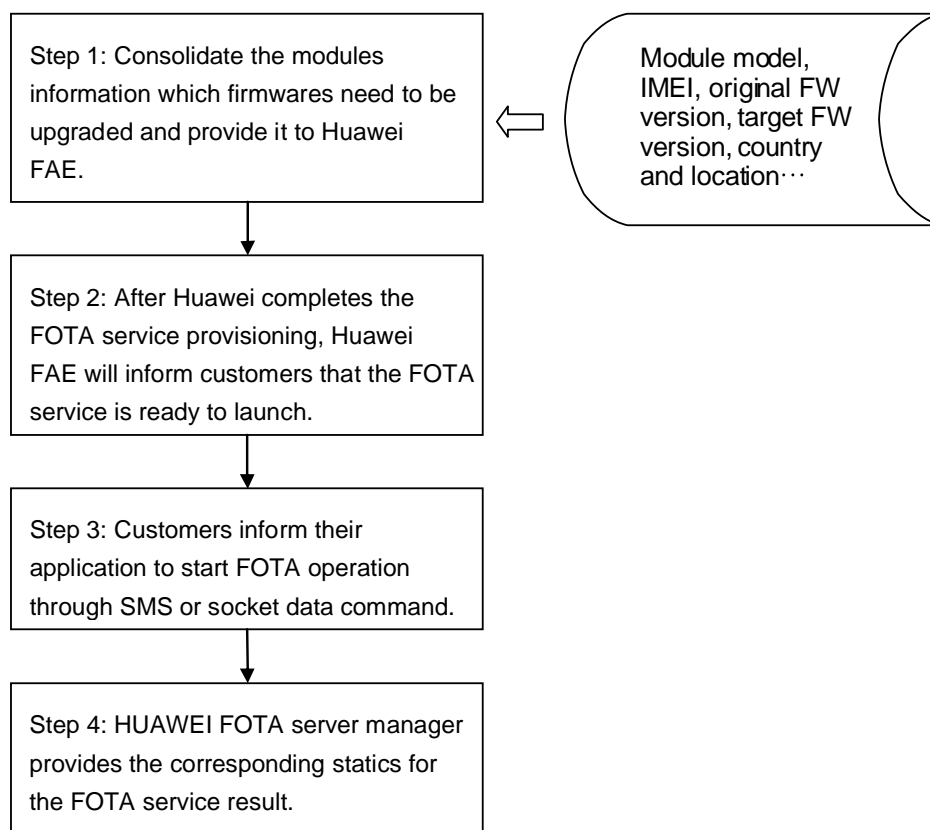 Step 1: Consolidate the modules
information which firmwares need to be
upgraded and provide it to Huawei
FAE.
Module model,
IMEI, original FW
version, target FW
version, country
and location…
Step 2: After Huawei completes the
FOTA service provisioning, Huawei
FAE will inform customers that the FOTA
service is ready to launch.
Step 3: Customers inform their
application to start FOTA operation
through SMS or socket data command.
Step 4: HUAWEI FOTA server manager
provides the corresponding statics for
the FOTA service result.